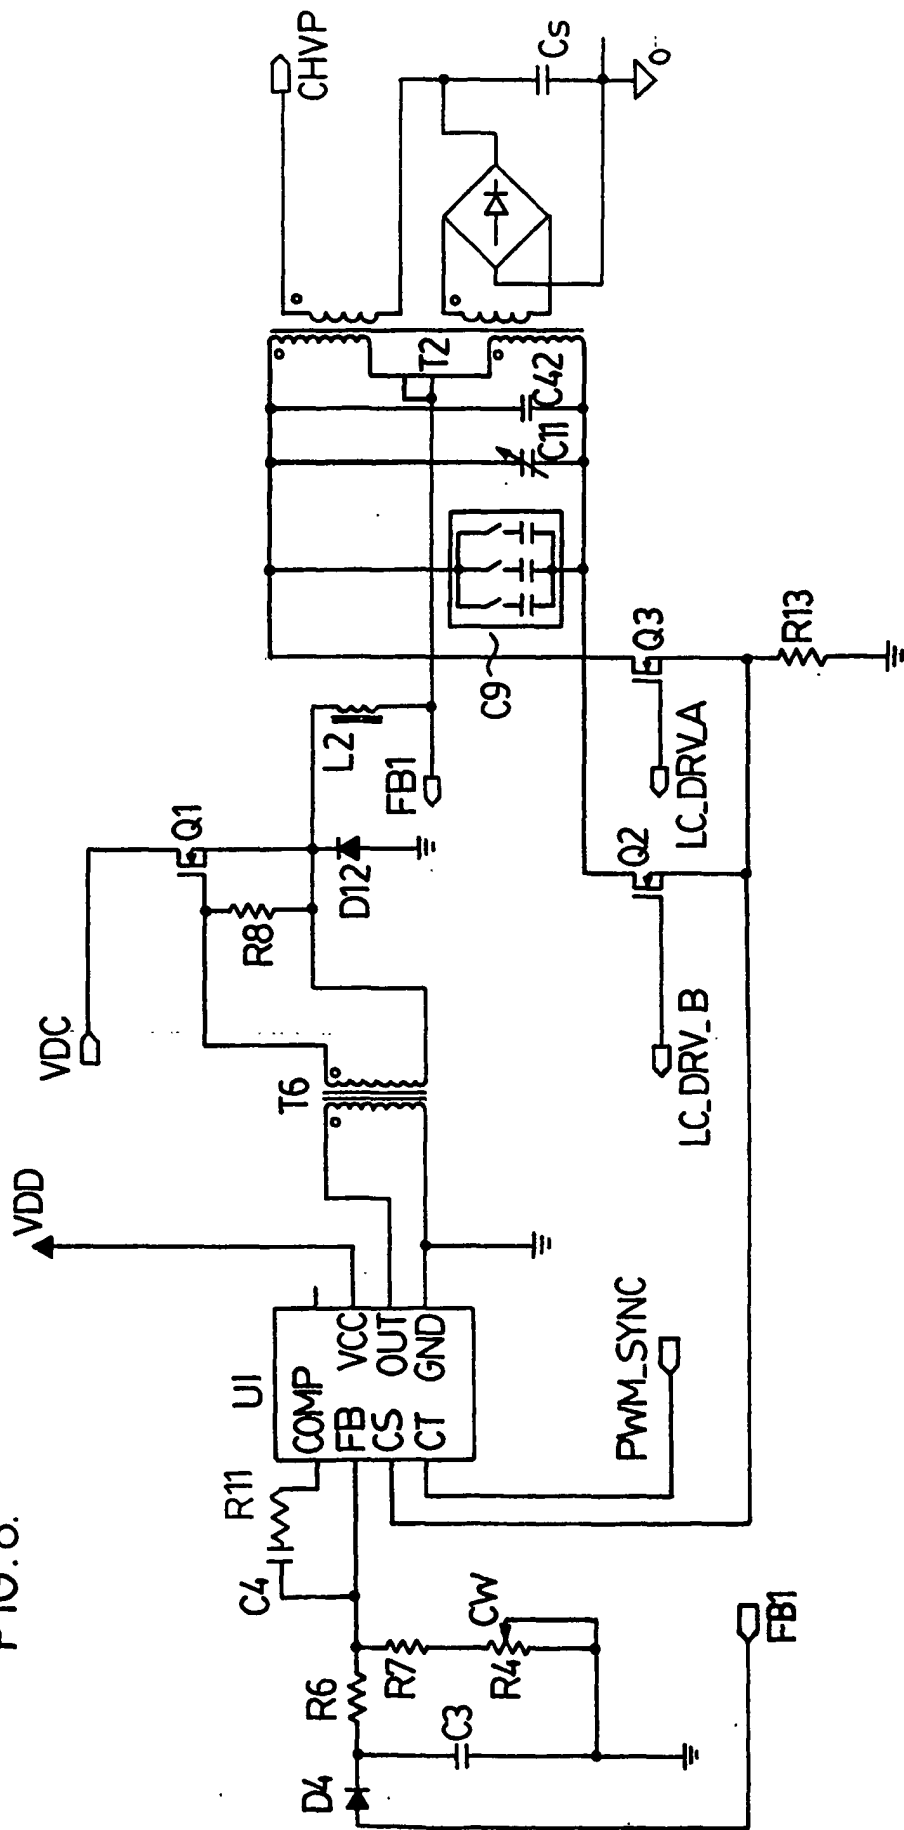 FIG. 8.
VDD
VDC
CHVP
Q1
T6
R8
D12
L2
FB1
C9
C11
C42
T2
Cs
0
U1
COMP
FB
CS
CT
VCC
OUT
GND
R11
C4
R6
D4
C3
R7
R4
CW
FB1
PWM_SYNC
LC_DRV_B
Q2
LC_DRV_A
Q3
R13